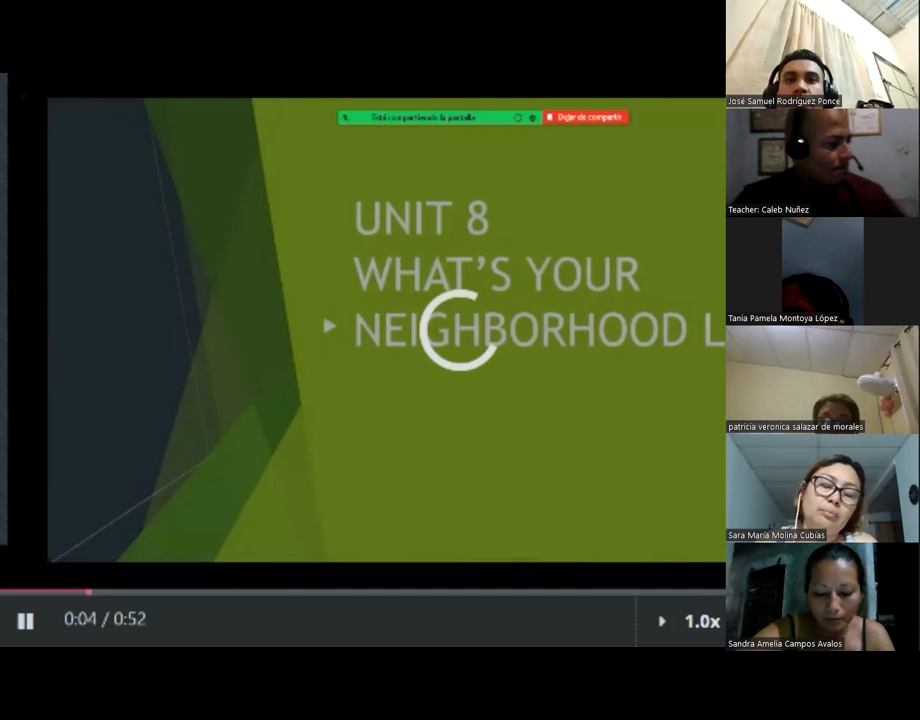 Está compartiendo la pantalla
Dejar de compartir
UNIT 8
WHAT'S YOUR
NEIGHBORHOOD L
0:04 / 0:52
1.0x
José Samuel Rodríguez Ponce
Teacher: Caleb Nuñez
Tania Pamela Montoya López
patricia veronica salazar de morales
Sara María Molina Cubías
Sandra Amelia Campos Avalos